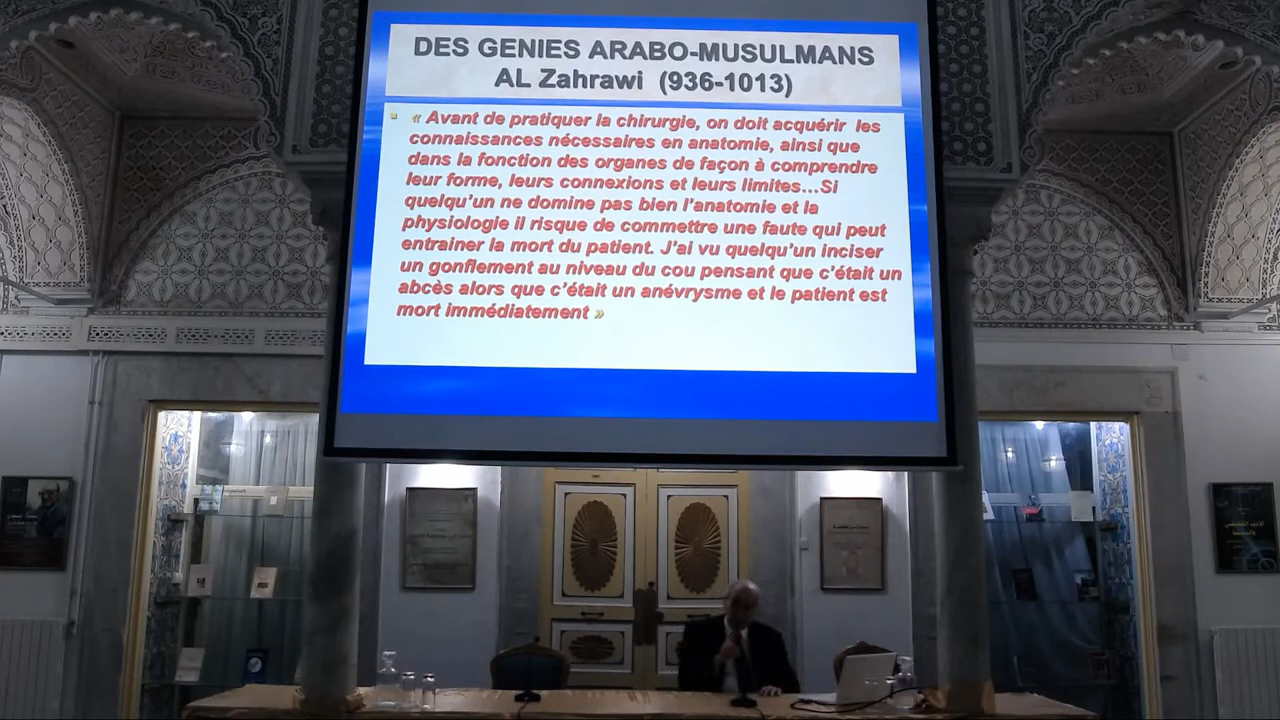 DES GENIES ARABO-MUSULMANS
AL Zahrawi (936-1013)
« Avant de pratiquer la chirurgie, on doit acquérir les
connaissances nécessaires en anatomie, ainsi que
dans la fonction des organes de façon à comprendre
leur forme, leurs connexions et leurs limites...Si
quelqu'un ne domine pas bien l'anatomie et la
physiologie il risque de commettre une faute qui peut
entrainer la mort du patient. J'ai vu quelqu'un inciser
un gonflement au niveau du cou pensant que c'était un
abcès alors que c'était un anévrysme et le patient est
mort immédiatement »